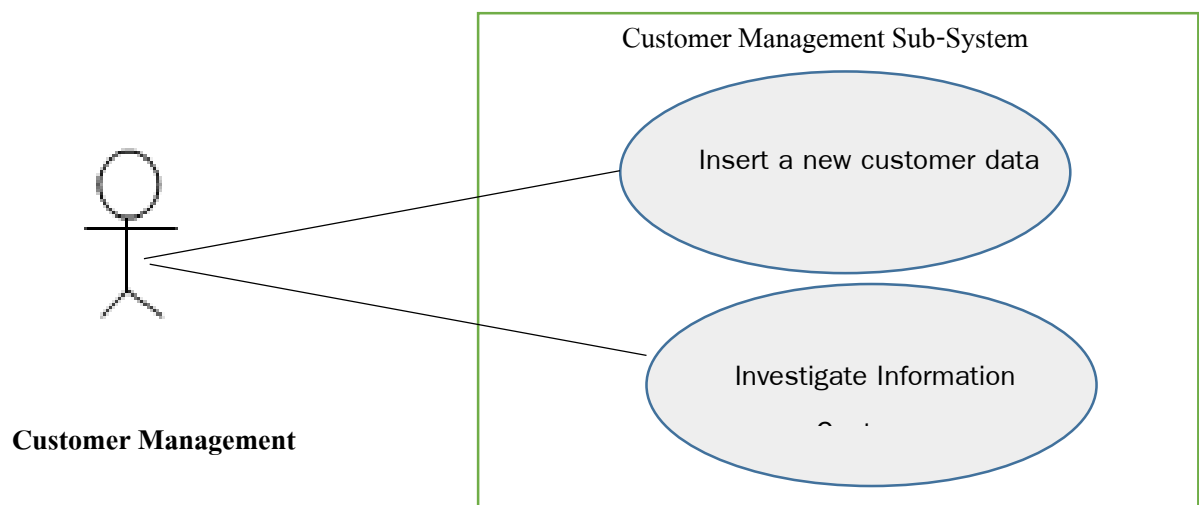 Customer Management Sub-System
Insert a new customer data
Investigate Information
Customer Management